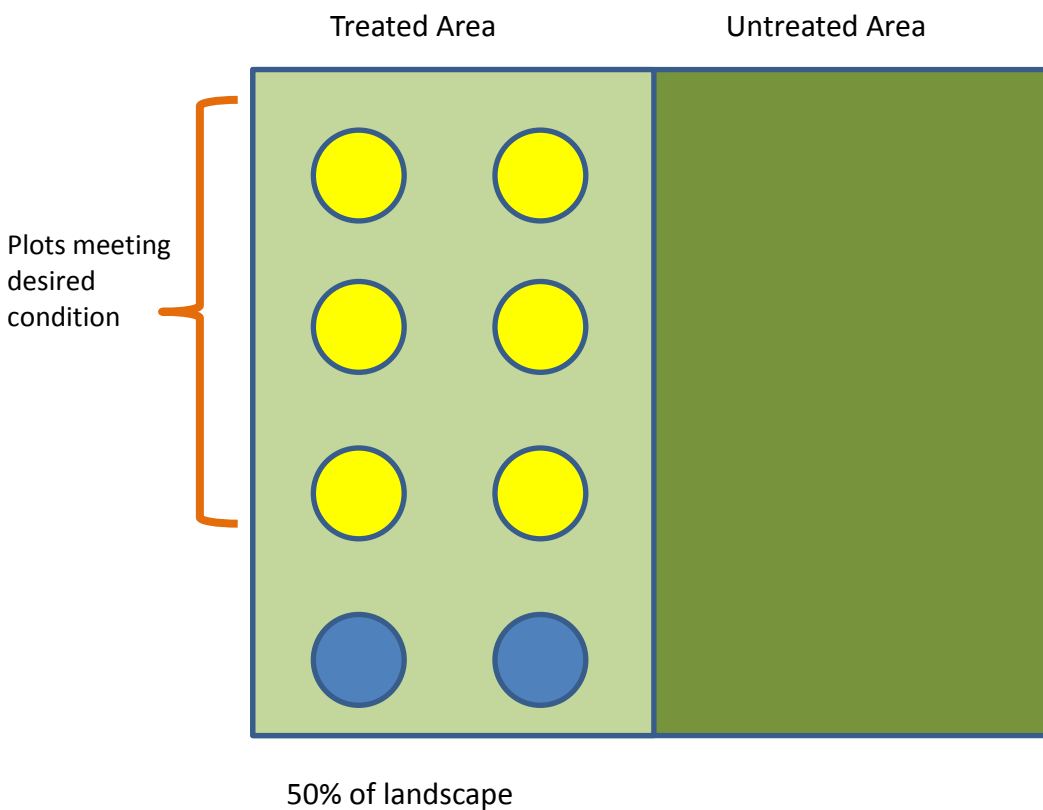 Treated Area
Untreated Area
Plots meeting
desired
condition
50% of landscape